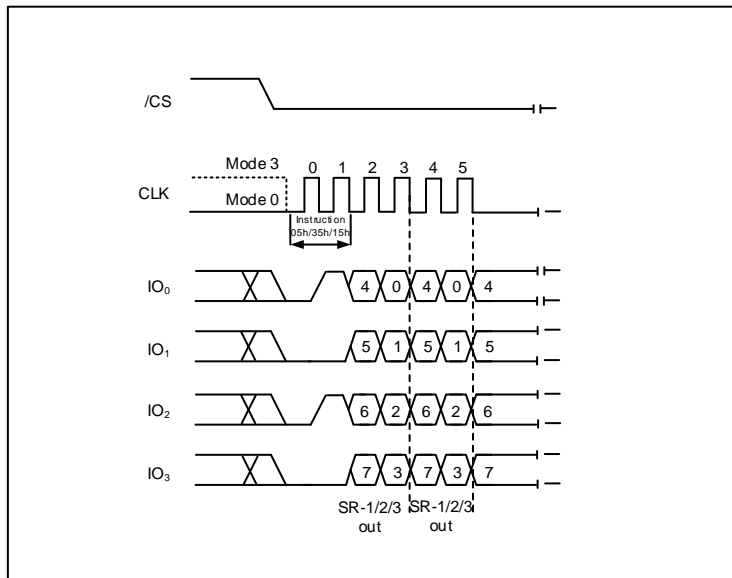 /CS
Mode 3
0 1 2 3 4 5
CLK
Mode 0
Instruction
05h/35h/15h
IO₀
4 0 4 0 4
IO₁
5 1 5 1 5
IO₂
6 2 6 2 6
IO₃
7 3 7 3 7
SR-1/2/3 SR-1/2/3
out out